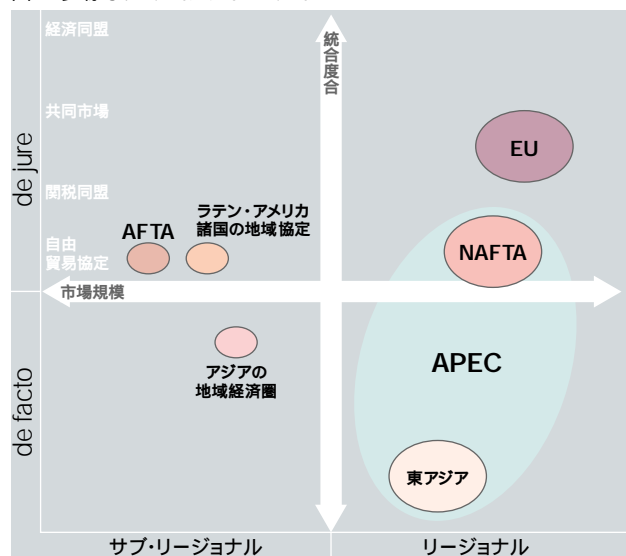 経済同盟
統合度合
共同市場
de jure
EU
関税同盟
ラテン・アメリカ
諸国の地域協定
AFTA
自由
貿易協定
NAFTA
市場規模
アジアの
地域経済圏
APEC
de facto
東アジア
サブ・リージョナル
リージョナル